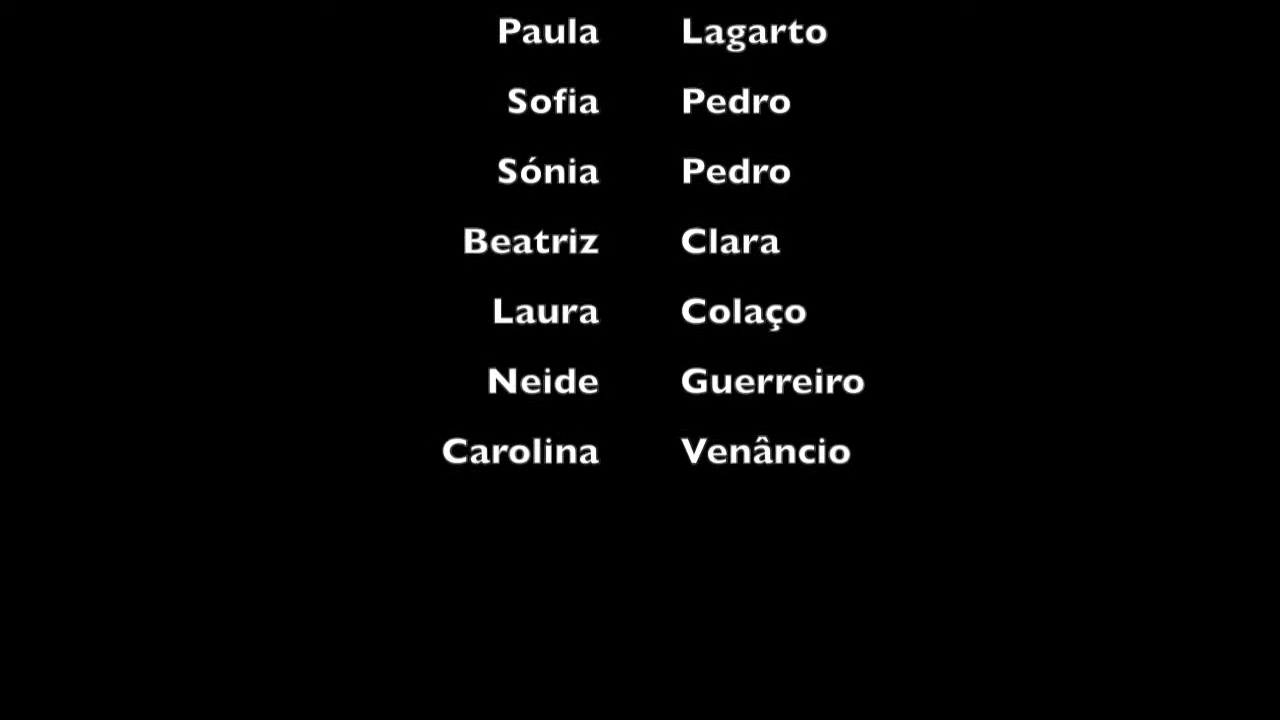 Paula Lagarto
Sofia Pedro
Sónia Pedro
Beatriz Clara
Laura Colaço
Neide Guerreiro
Carolina Venâncio